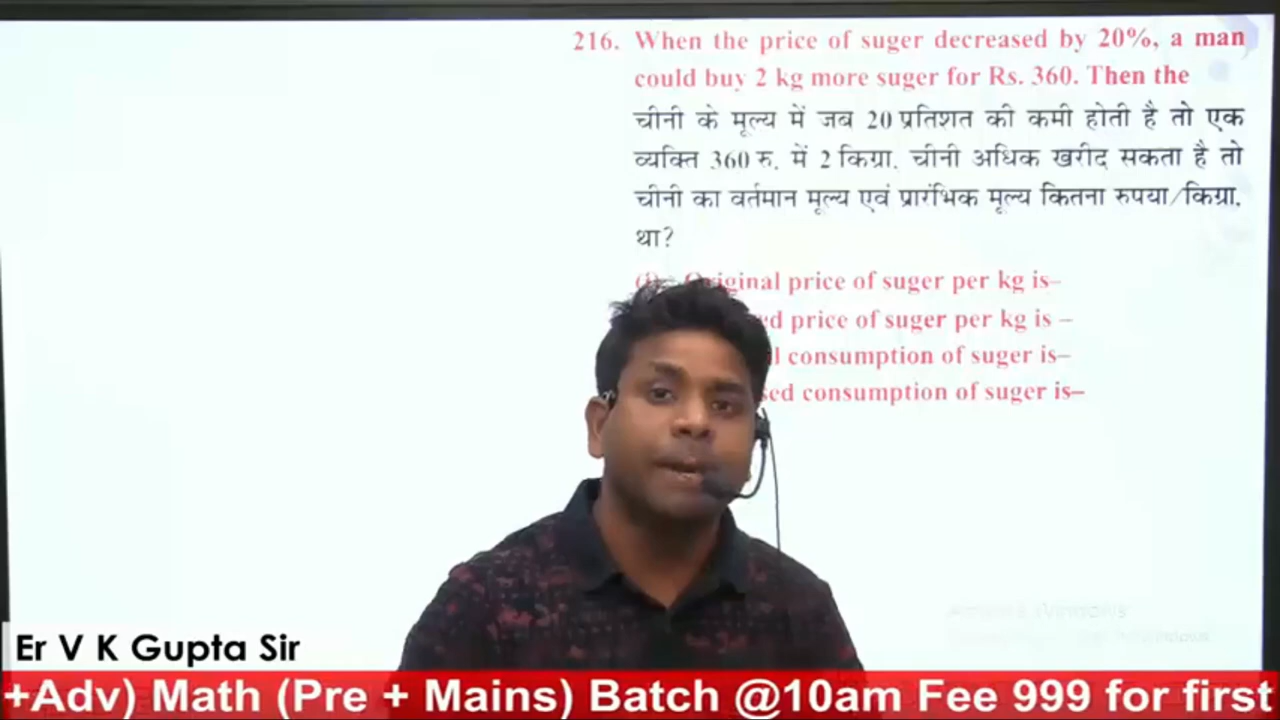 216. When the price of suger decreased by 20%, a man
could buy 2 kg more suger for Rs. 360. Then the
चीनी के मूल्य में जब 20 प्रतिशत की कमी होती है तो एक
व्यक्ति 360 रु. में 2 किग्रा. चीनी अधिक खरीद सकता है तो
चीनी का वर्तमान मूल्य एवं प्रारंभिक मूल्य कितना रुपया/किग्रा.
था?
price of suger per kg is–
price of suger per kg is –
consumption of suger is–
consumption of suger is–
Er V K Gupta Sir
+Adv) Math (Pre + Mains) Batch @10am Fee 999 for first